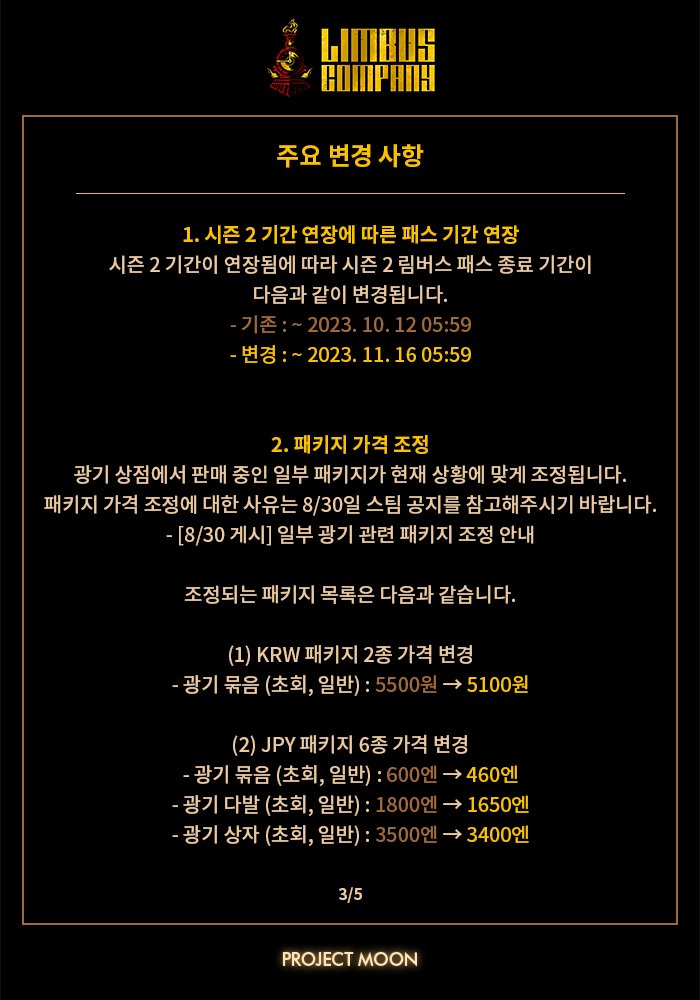 LIMBUS
COMPANY
주요 변경 사항
1. 시즌 2 기간 연장에 따른 패스 기간 연장
시즌 2 기간이 연장됨에 따라 시즌 2 림버스 패스 종료 기간이
다음과 같이 변경됩니다.
- 기존 : ~ 2023. 10. 12 05:59
- 변경 : ~ 2023. 11. 16 05:59
2. 패키지 가격 조정
광기 상점에서 판매 중인 일부 패키지가 현재 상황에 맞게 조정됩니다.
패키지 가격 조정에 대한 사유는 8/30일 스팀 공지를 참고해주시기 바랍니다.
- [8/30 게시] 일부 광기 관련 패키지 조정 안내
조정되는 패키지 목록은 다음과 같습니다.
(1) KRW 패키지 2종 가격 변경
- 광기 묶음 (초회, 일반) : 5500원 → 5100원
(2) JPY 패키지 6종 가격 변경
- 광기 묶음 (초회, 일반) : 600엔 → 460엔
- 광기 다발 (초회, 일반) : 1800엔 → 1650엔
- 광기 상자 (초회, 일반) : 3500엔 → 3400엔
3/5
PROJECT MOON